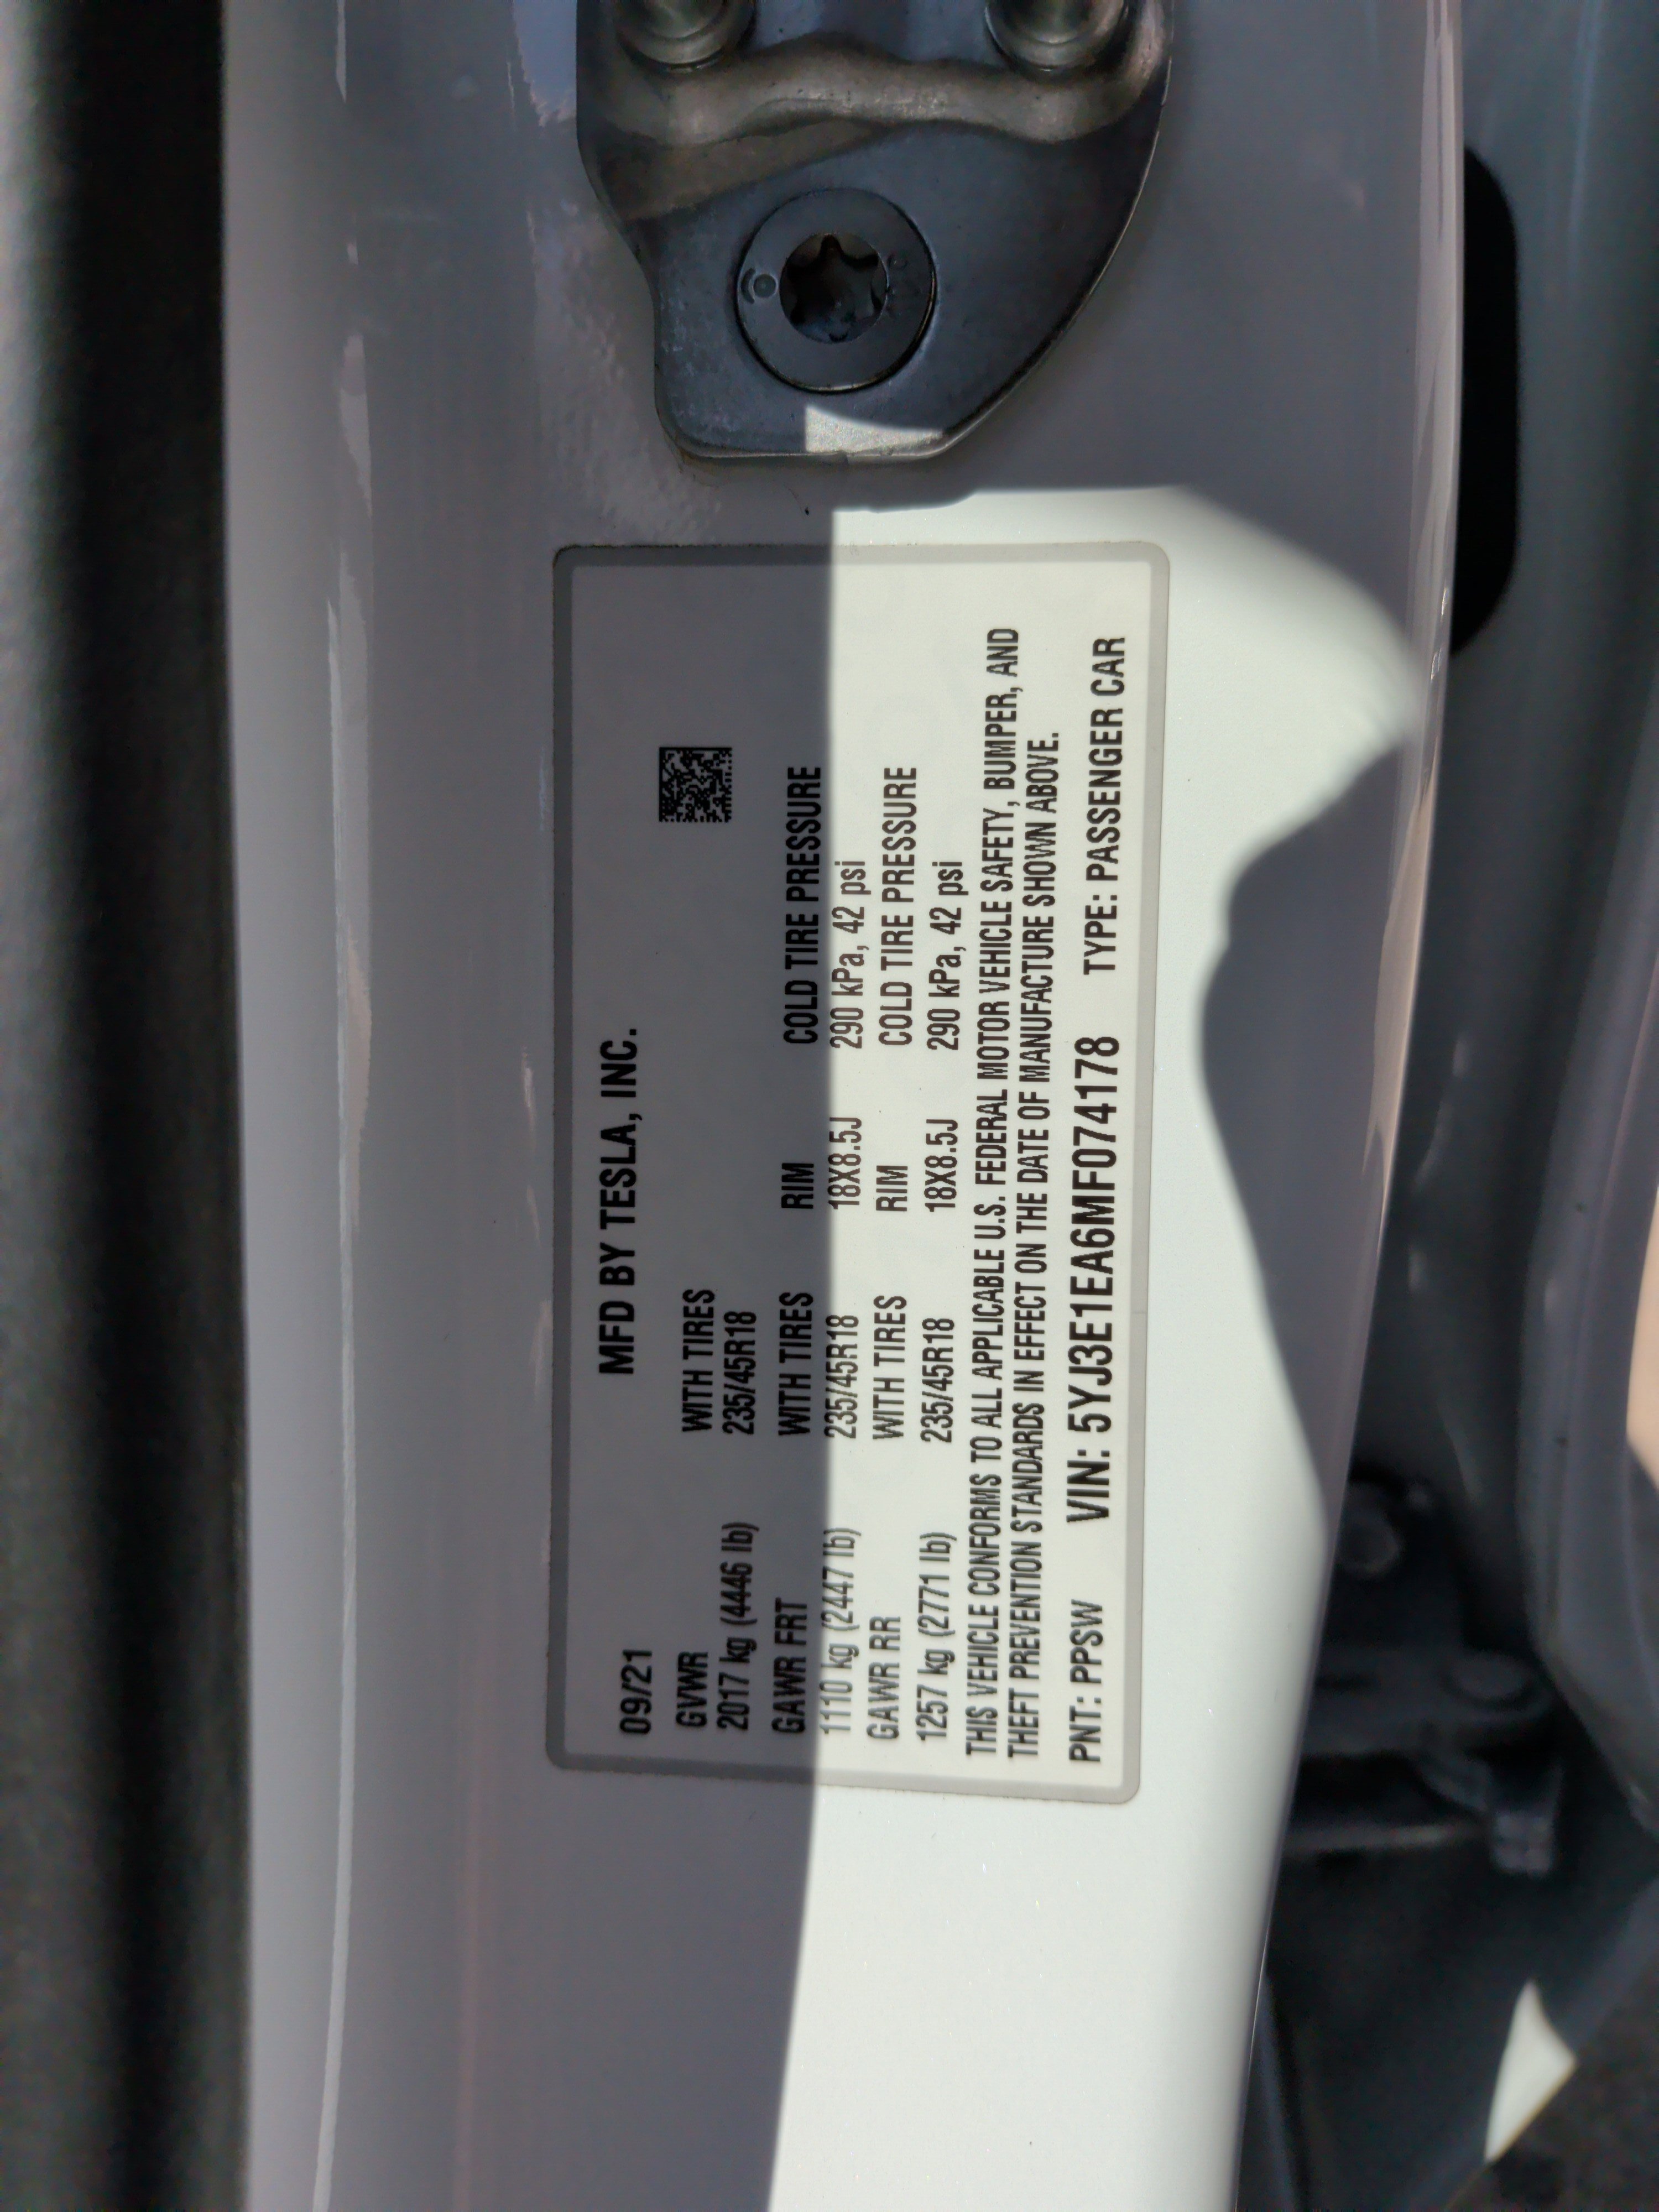 MFD BY TESLA, INC.
09/21
GVWR WITH TIRES
2017 kg (4446 lb) 235/45R18
GAWR FRT WITH TIRES RIM COLD TIRE PRESSURE
1110 kg (2447 lb) 235/45R18 18X8.5J 290 kPa, 42 psi
GAWR RR WITH TIRES RIM COLD TIRE PRESSURE
1257 kg (2771 lb) 235/45R18 18X8.5J 290 kPa, 42 psi
THIS VEHICLE CONFORMS TO ALL APPLICABLE U.S. FEDERAL MOTOR VEHICLE SAFETY, BUMPER, AND
THEFT PREVENTION STANDARDS IN EFFECT ON THE DATE OF MANUFACTURE SHOWN ABOVE.
PNT: PPSW VIN: 5YJ3E1EA6MF074178 TYPE: PASSENGER CAR